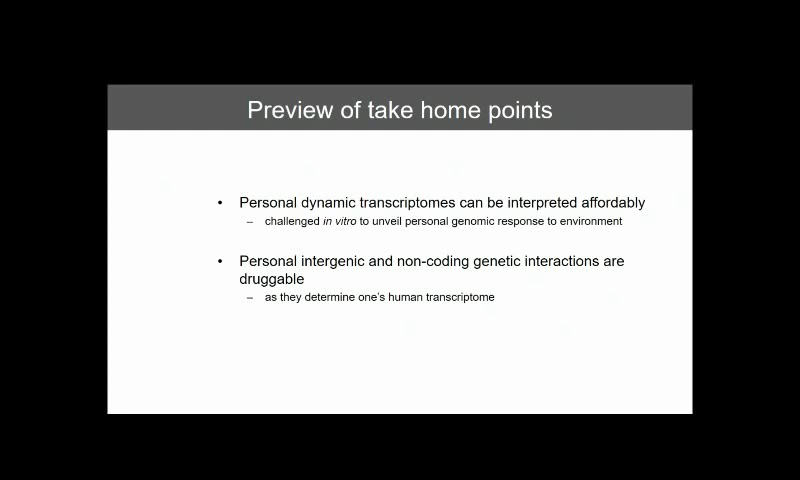 Preview of take home points
• Personal dynamic transcriptomes can be interpreted affordably
– challenged in vitro to unveil personal genomic response to environment
• Personal intergenic and non-coding genetic interactions are
druggable
– as they determine one's human transcriptome